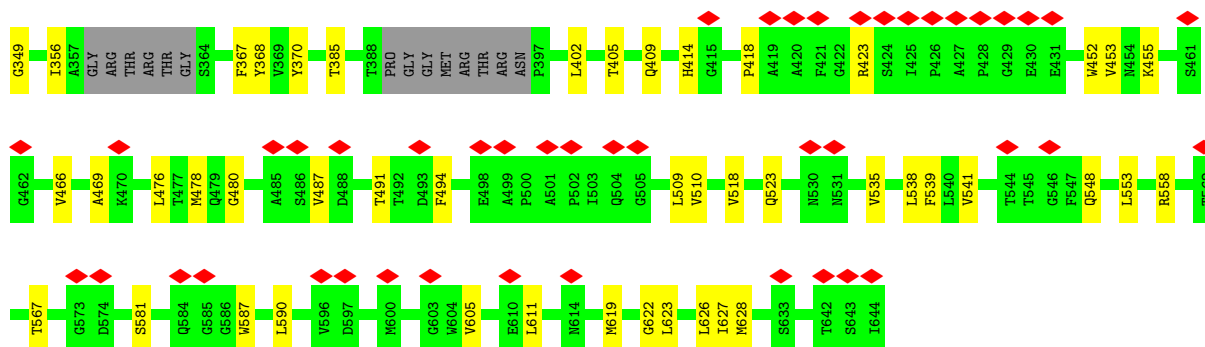 G349 I356 A357 GLY ARG THR ARG THR GLY S364 F367 Y368 V369 Y370 T385 T388 PRO GLY GLY MET ARG THR ARG ASN P397 L402 T405 Q409 H414 G415 P418 A419 A420 F421 G422 R423 S424 I425 P426 A427 P428 G429 E430 E431 W452 V453 N454 K455 S461
G462 V466 A469 K470 L476 T477 M478 Q479 G480 A485 S486 V487 D488 T491 T492 D493 F494 E498 A499 P500 A501 P502 I503 Q504 G505 L509 V510 V518 Q523 N530 N531 V535 L538 F539 L540 V541 T544 T545 G546 F547 Q548 L553 R558
T567 G573 D574 S581 Q584 G585 G586 W587 L590 V596 D597 M600 G603 W604 V605 E610 L611 N614 M619 G622 L623 L626 I627 M628 S633 T642 S643 I644